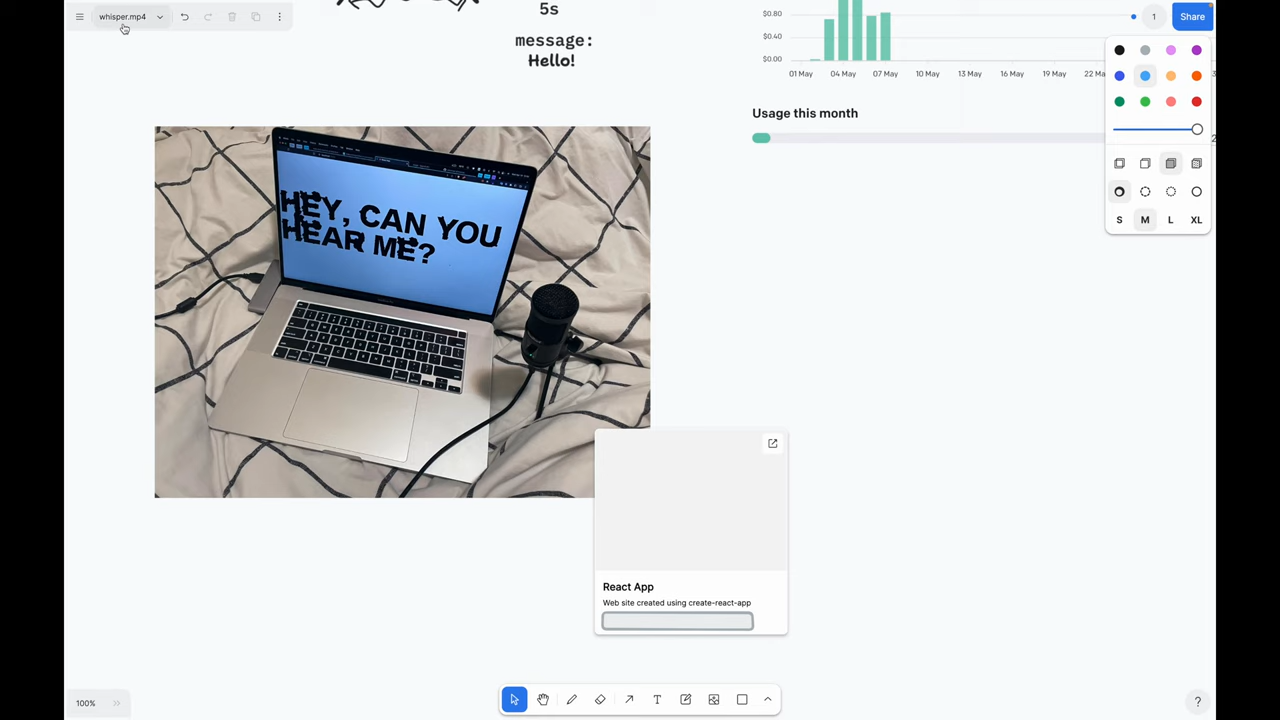 whisper.mp4
1
Share
5s
message:
Hello!
$0.80
$0.40
$0.00
01 May
04 May
07 May
10 May
13 May
16 May
19 May
22 Ma
Usage this month
S
M
L
XL
HEY, CAN YOU
HEAR ME?
React App
Web site created using create-react-app
100%
T
?